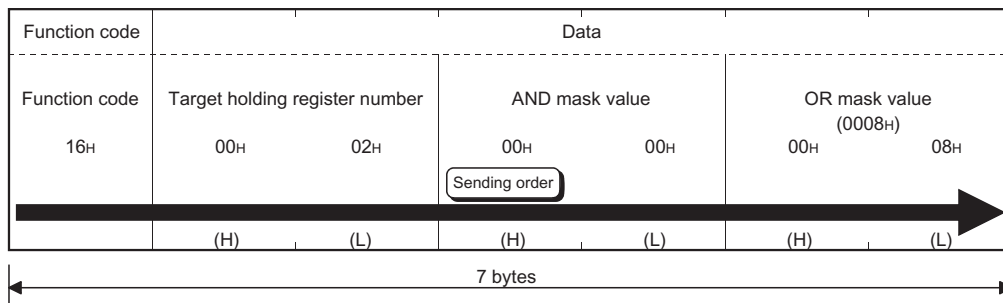 Function code Data
Function code Target holding register number AND mask value OR mask value
(0008H)
16H 00H 02H 00H 00H 00H 08H
Sending order
(H) (L) (H) (L) (H) (L)
7 bytes